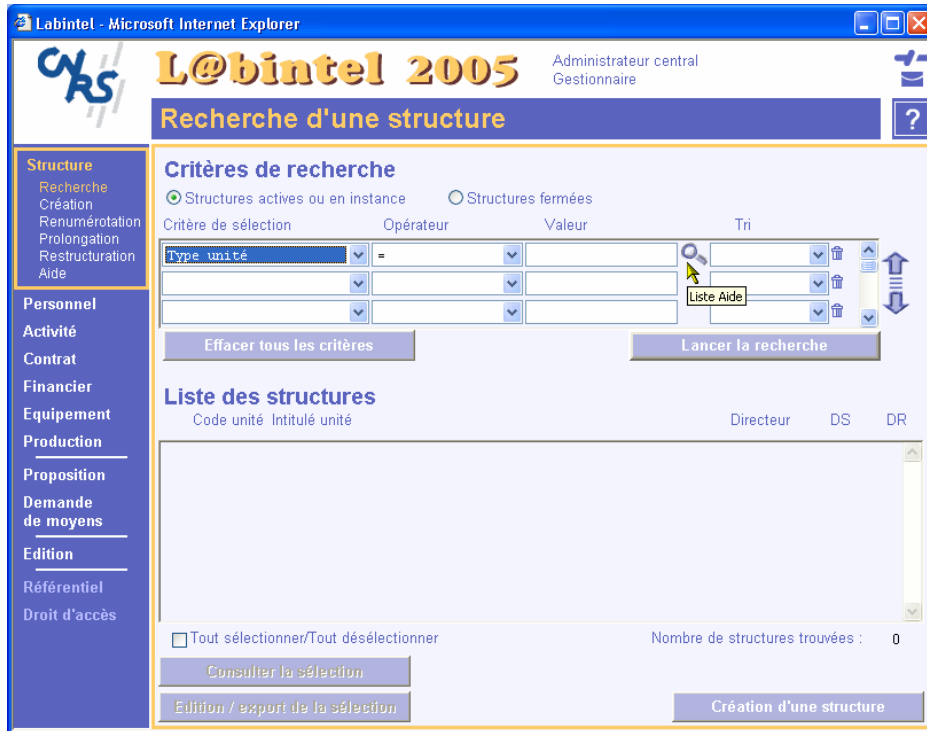 Labintel - Microsoft Internet Explorer
CNRS
L@bintel 2005
Administrateur central
Gestionnaire
Recherche d'une structure
?
Structure
Recherche
Création
Renumérotation
Prolongation
Restructuration
Aide
Personnel
Activité
Contrat
Financier
Equipement
Production
Proposition
Demande
de moyens
Edition
Référentiel
Droit d'accès
Critères de recherche
Structures actives ou en instance Structures fermées
Critère de sélection Opérateur Valeur Tri
Type unité =
Liste Aide
Effacer tous les critères Lancer la recherche
Liste des structures
Code unité Intitulé unité Directeur DS DR
Tout sélectionner/Tout désélectionner Nombre de structures trouvées : 0
Consulter la sélection
Edition / export de la sélection Création d'une structure